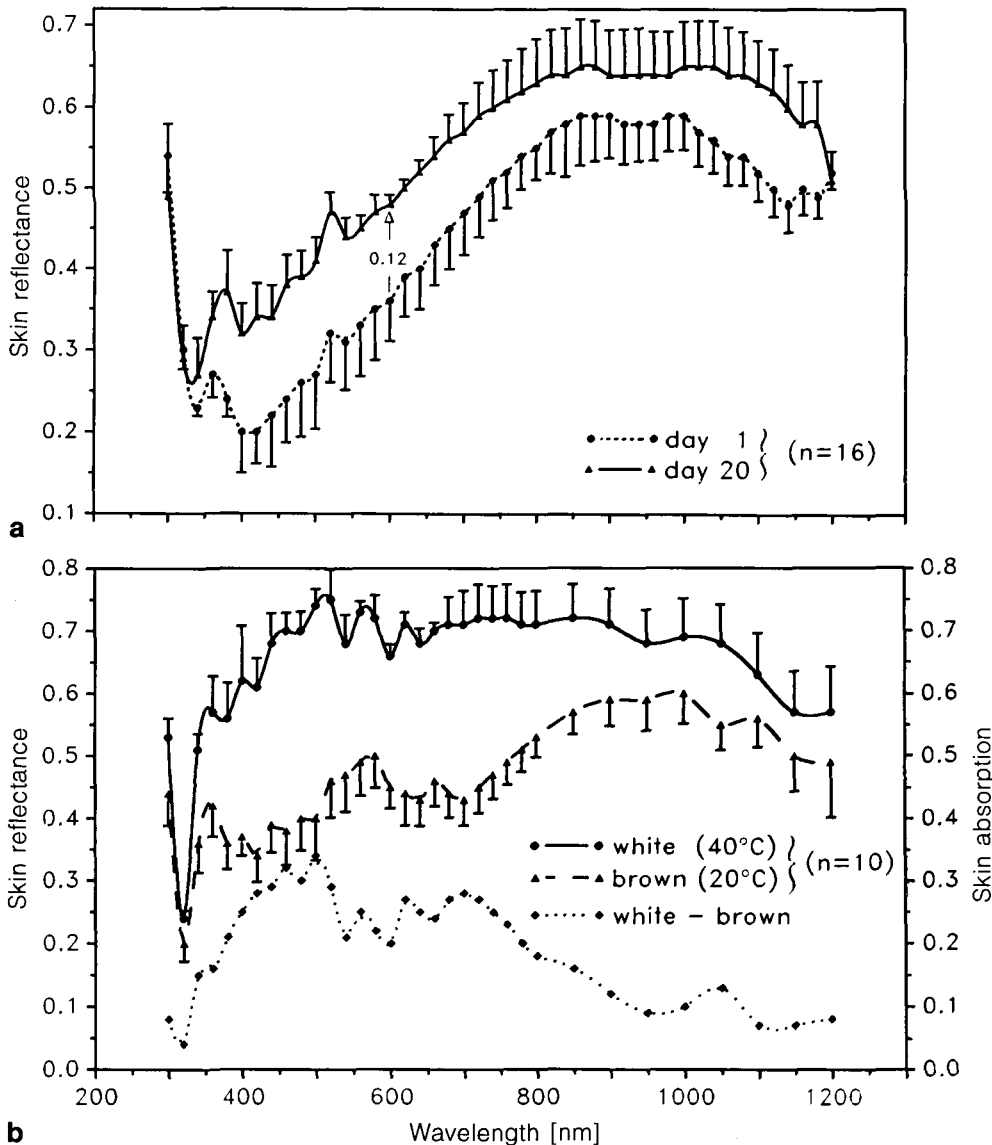 a
0.7
0.6
0.5
0.4
0.3
0.2
0.1
Skin reflectance
0.12
day 1
day 20
(n=16)
b
0.8
0.7
0.6
0.5
0.4
0.3
0.2
0.1
0.0
Skin reflectance
0.8
0.7
0.6
0.5
0.4
0.3
0.2
0.1
0.0
Skin absorption
white (40°C)
brown (20°C)
(n=10)
white – brown
200 400 600 800 1000 1200
Wavelength [nm]